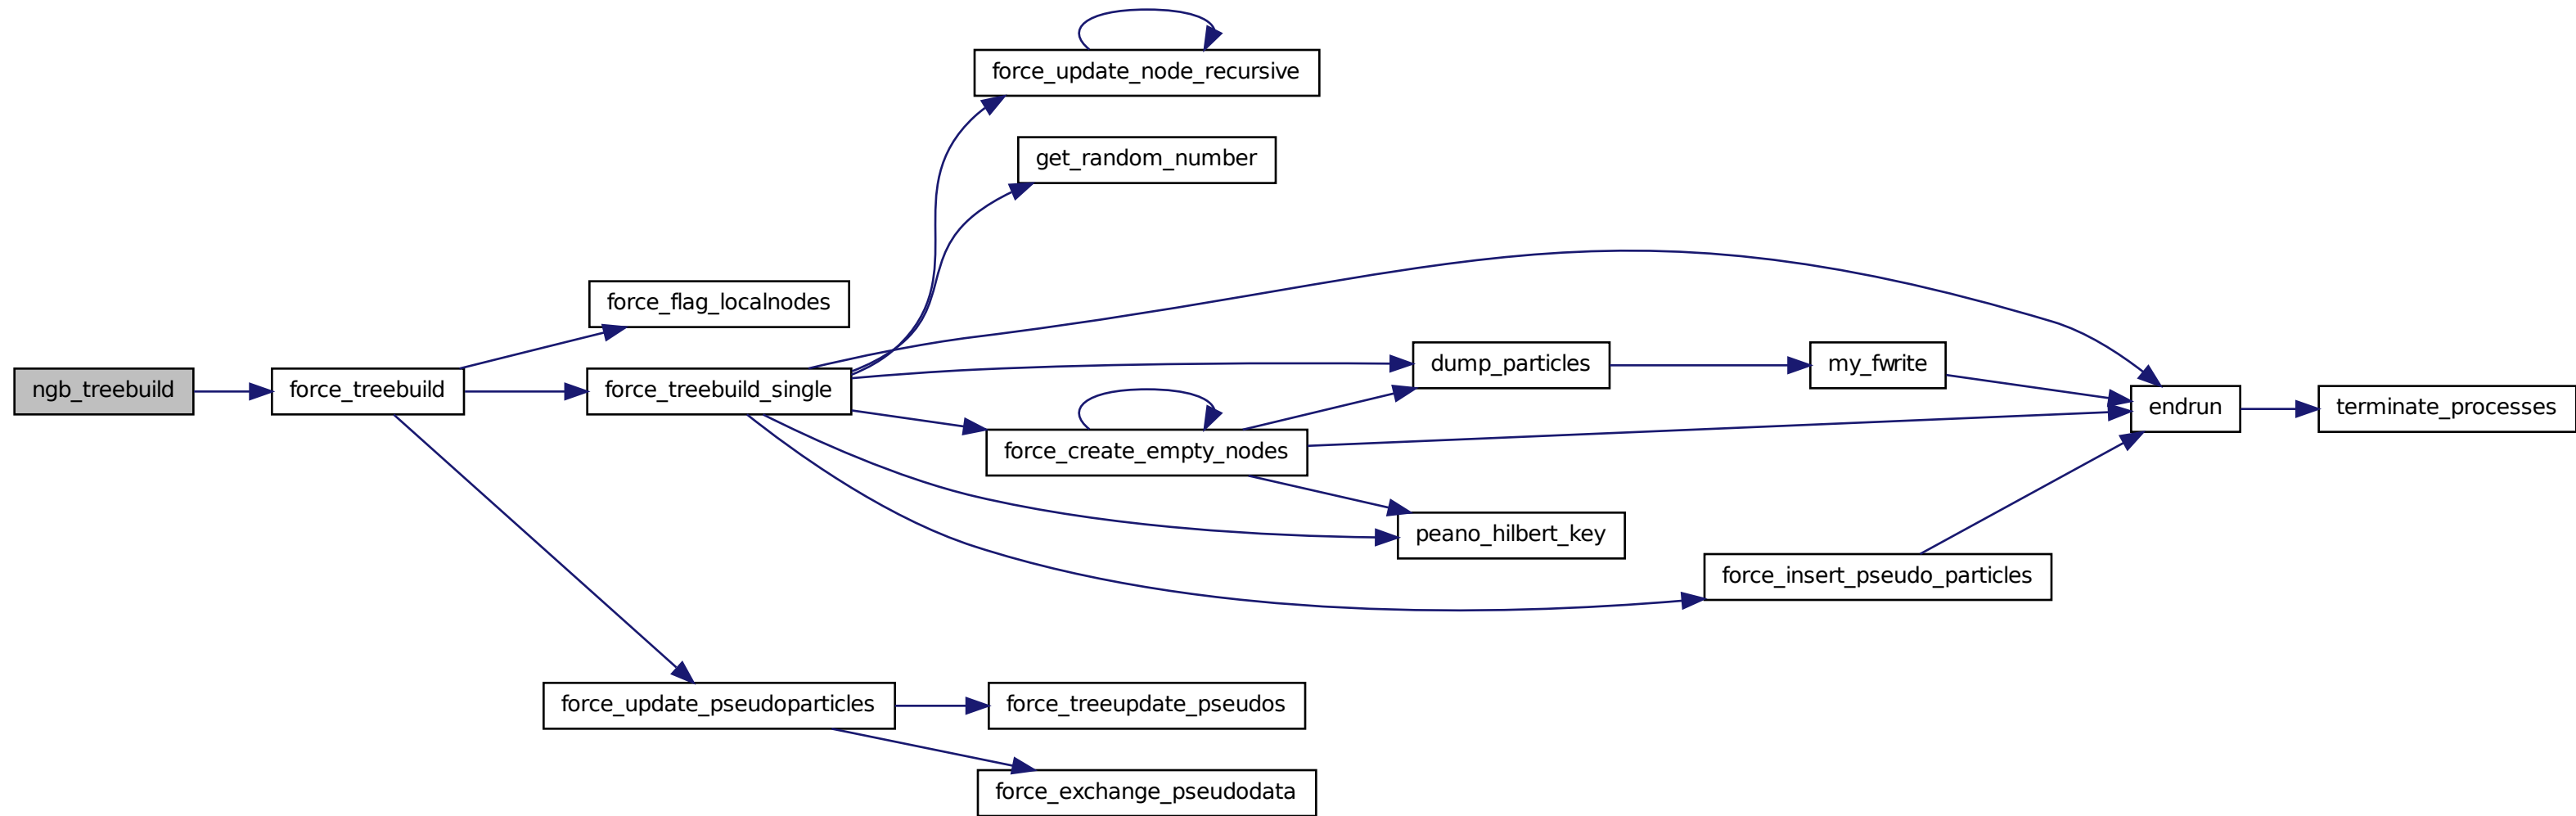 force_update_node_recursive
get_random_number
force_flag_localnodes
ngb_treebuild
force_treebuild
force_treebuild_single
dump_particles
my_fwrite
endrun
terminate_processes
force_create_empty_nodes
peano_hilbert_key
force_insert_pseudo_particles
force_update_pseudoparticles
force_treeupdate_pseudos
force_exchange_pseudodata